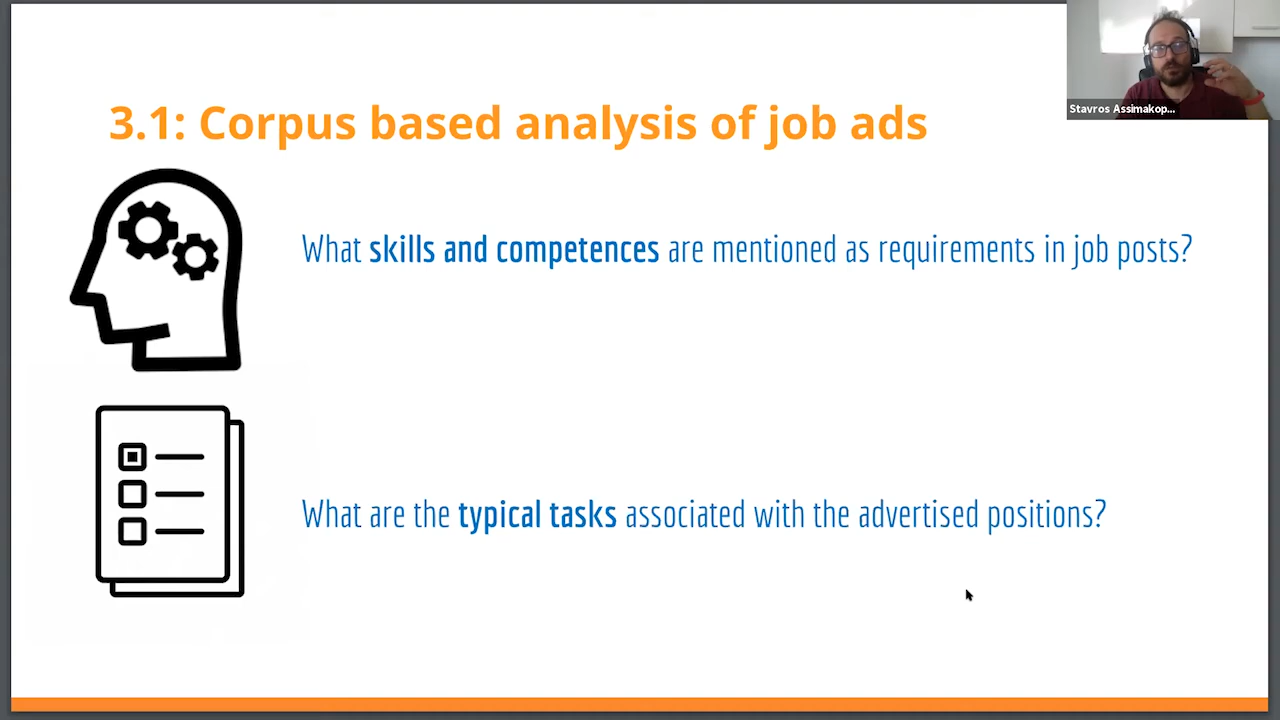 Stavros Assimakop...
3.1: Corpus based analysis of job ads
What skills and competences are mentioned as requirements in job posts?
What are the typical tasks associated with the advertised positions?